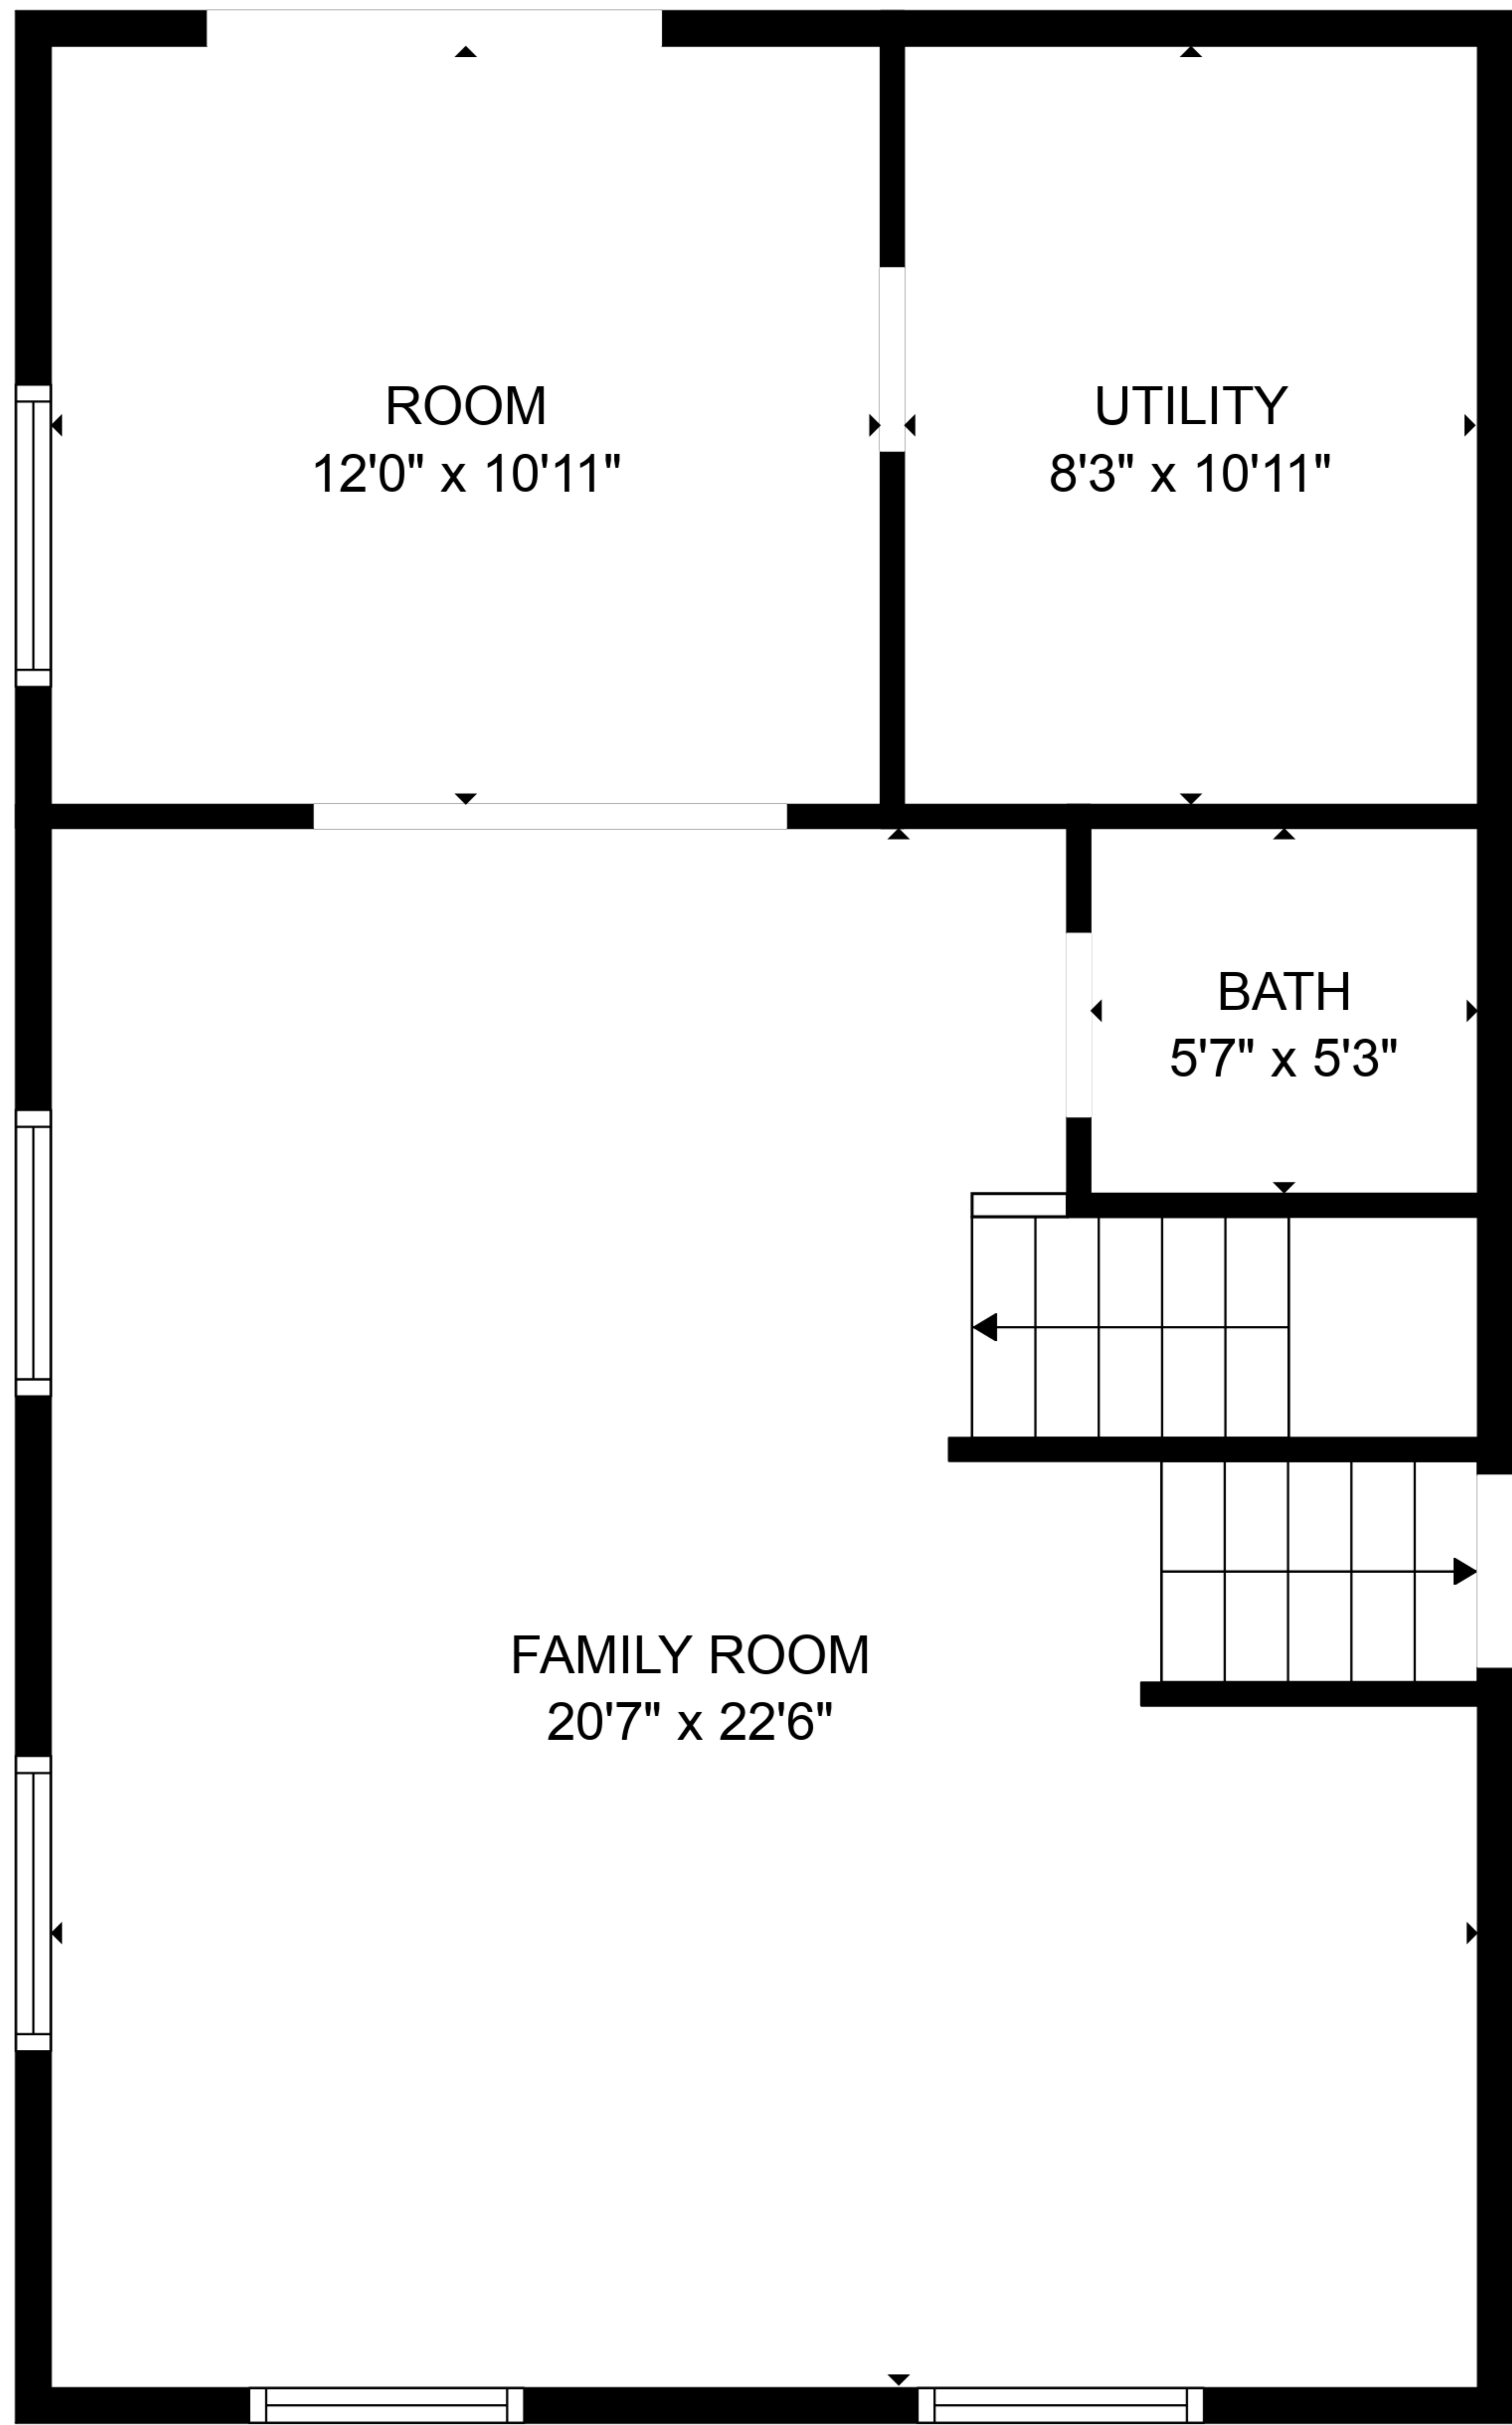 ROOM
12'0" x 10'11"
UTILITY
8'3" x 10'11"
BATH
5'7" x 5'3"
FAMILY ROOM
20'7" x 22'6"